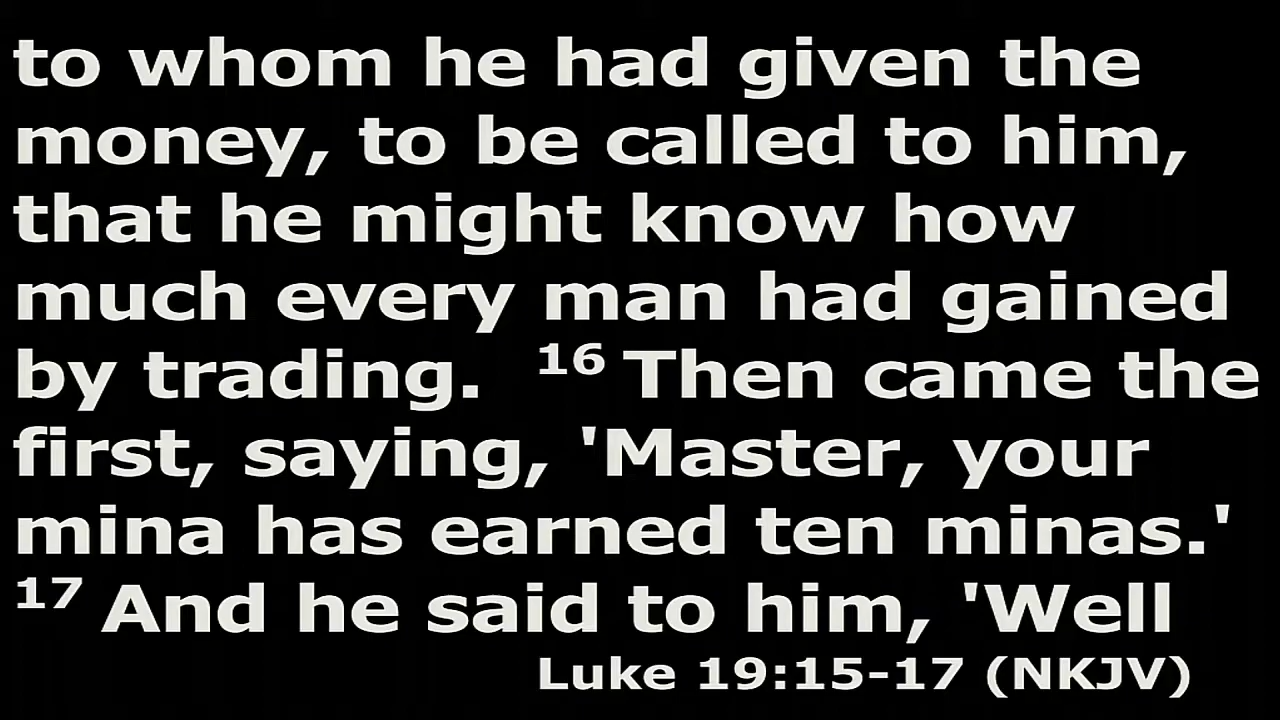 to whom he had given the
money, to be called to him,
that he might know how
much every man had gained
by trading. 16 Then came the
first, saying, 'Master, your
mina has earned ten minas.'
17 And he said to him, 'Well
Luke 19:15-17 (NKJV)